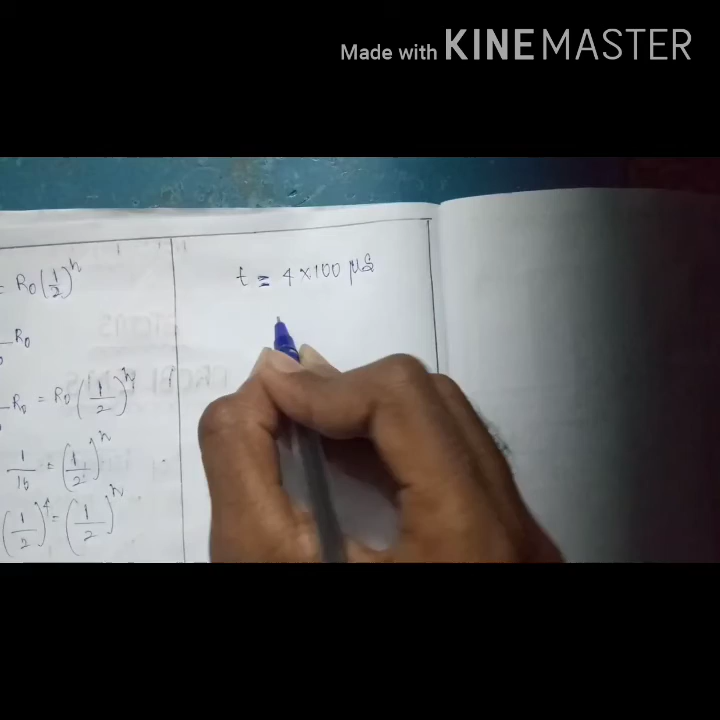 Made with KINEMASTER
= R0(1/2)^n
R0
R0 = R0(1/2)^n
1/16 = (1/2)^n
(1/2)^4 = (1/2)^n
t = 4×100 μs